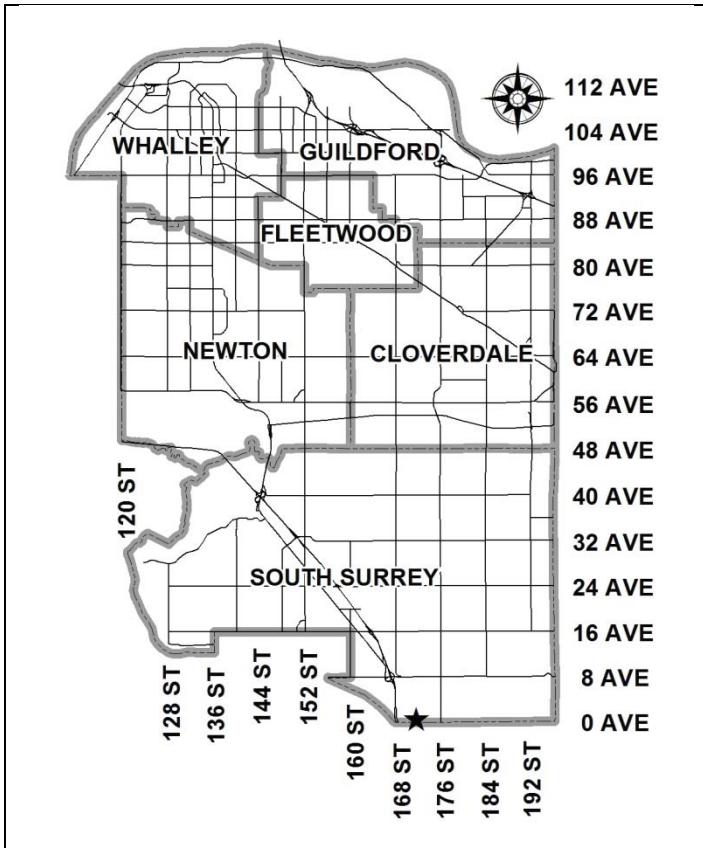 112 AVE
104 AVE
WHALLEY
GUILDFORD
96 AVE
88 AVE
FLEETWOOD
80 AVE
72 AVE
NEWTON
CLOVERDALE
64 AVE
56 AVE
48 AVE
120 ST
40 AVE
32 AVE
SOUTH SURREY
24 AVE
16 AVE
128 ST
136 ST
144 ST
152 ST
160 ST
8 AVE
0 AVE
168 ST
176 ST
184 ST
192 ST